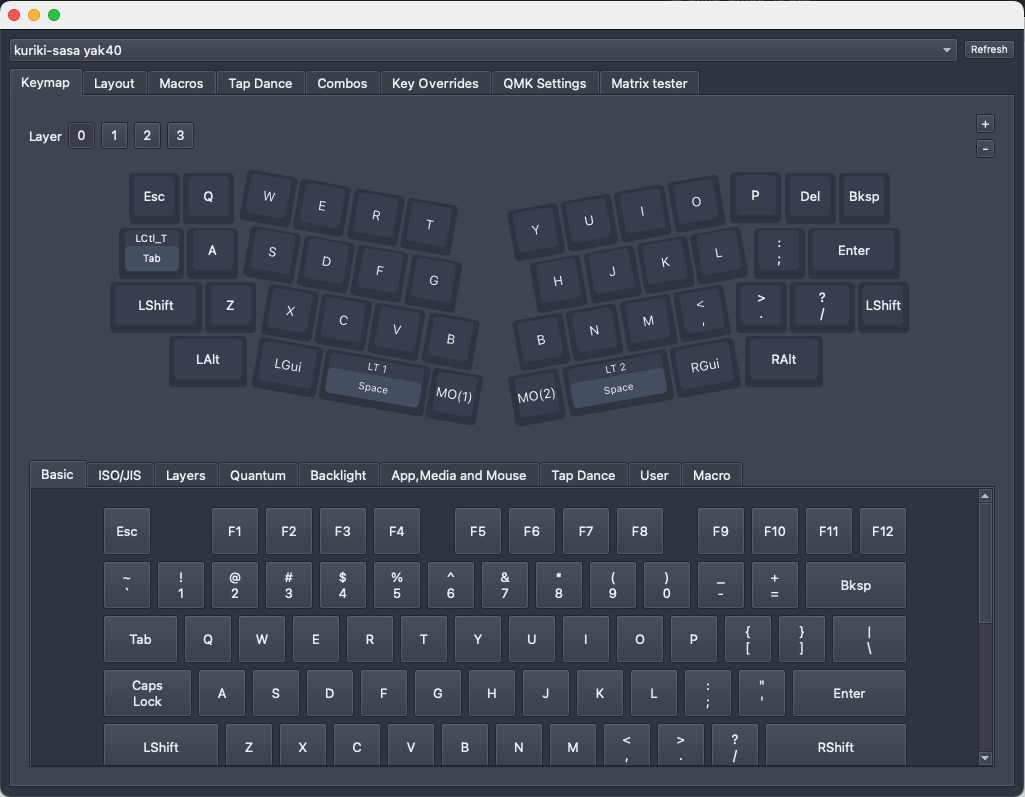 kuriki-sasa yak40 Refresh
Keymap Layout Macros Tap Dance Combos Key Overrides QMK Settings Matrix tester
Layer 0 1 2 3 +
-
Esc Q W E R T Y U I O P Del Bksp
LCtl_T
Tab A S D F G H J K L : ; Enter
LShift Z X C V B B N M < , > . ? / LShift
LAlt LGui LT 1 Space MO(1) MO(2) LT 2 Space RGui RAlt
Basic ISO/JIS Layers Quantum Backlight App,Media and Mouse Tap Dance User Macro
Esc F1 F2 F3 F4 F5 F6 F7 F8 F9 F10 F11 F12
~ ! @ # $ % ^ & * ( ) _ +
` 1 2 3 4 5 6 7 8 9 0 - = Bksp
Tab Q W E R T Y U I O P { [ } ] | \
Caps
Lock A S D F G H J K L : ; " ' Enter
LShift Z X C V B N M < , > . ? / RShift